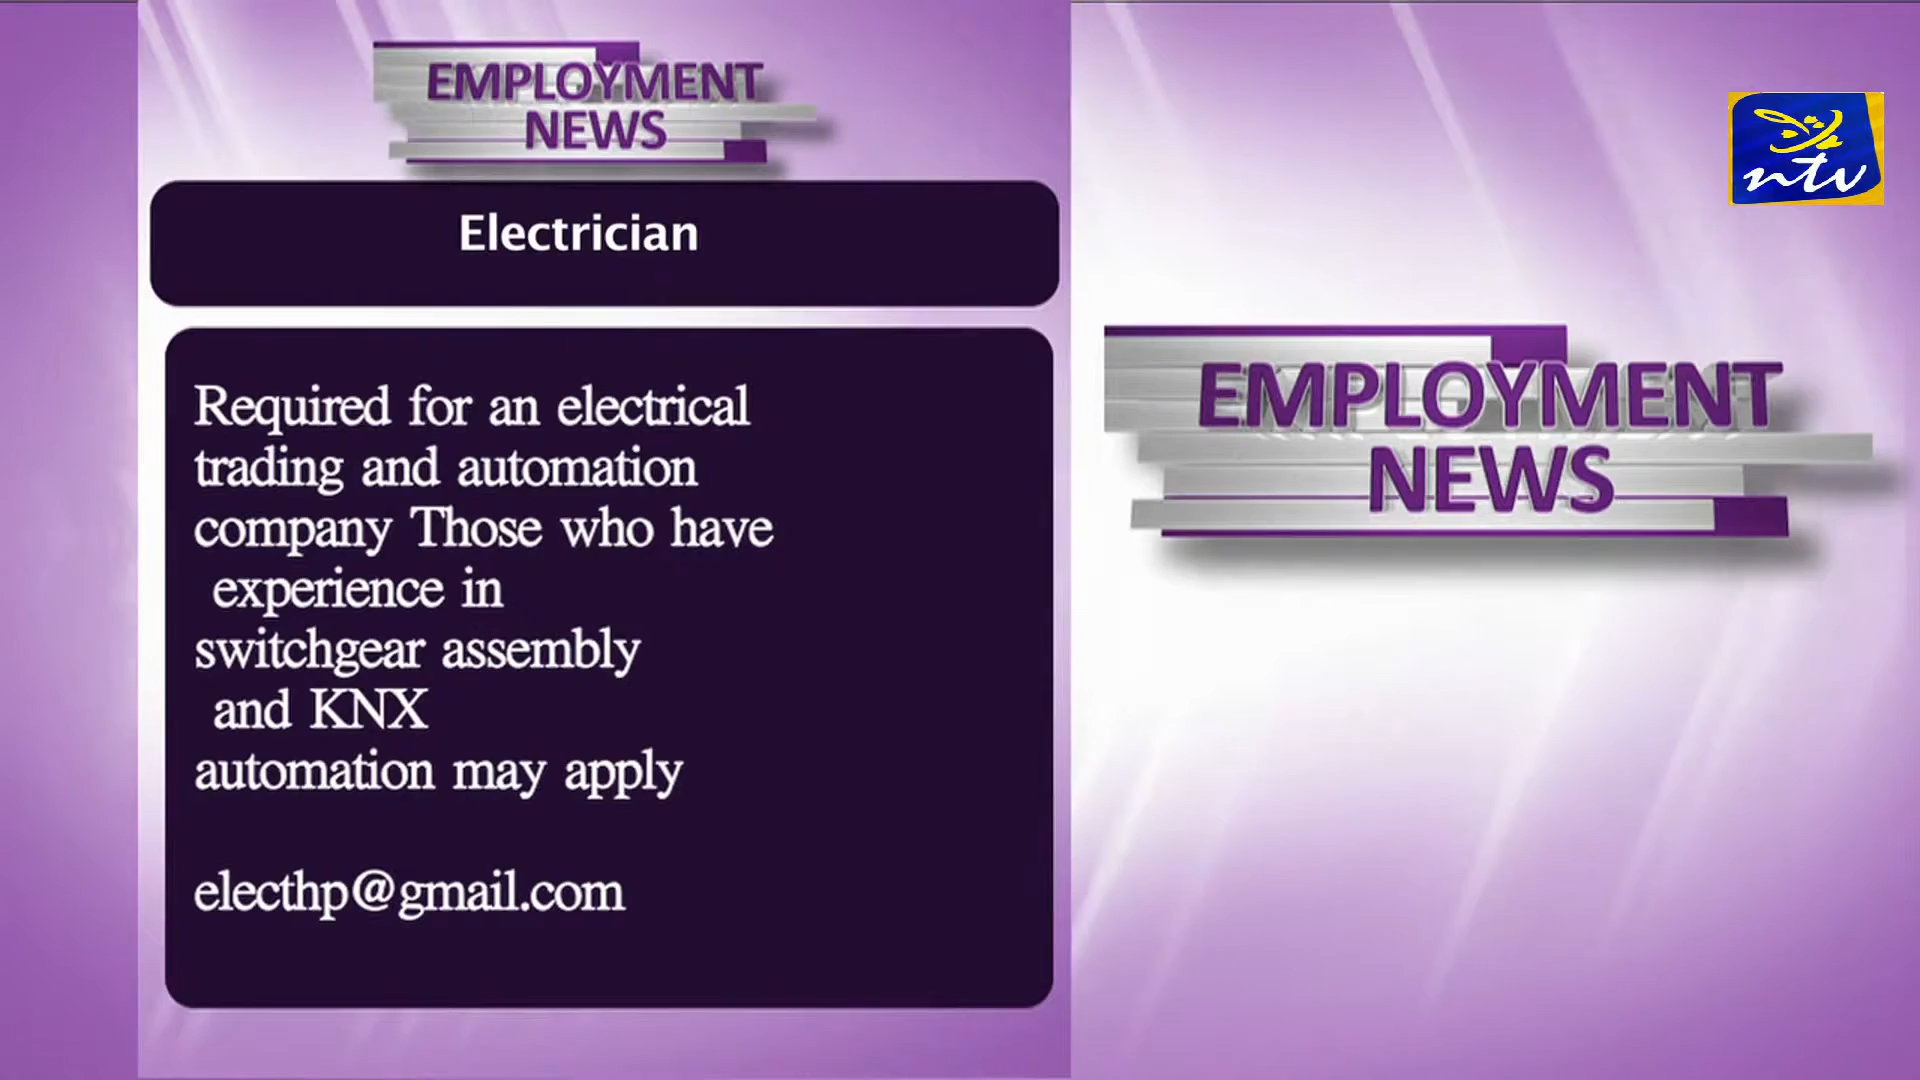 EMPLOYMENT
NEWS
Electrician
Required for an electrical
trading and automation
company Those who have
experience in
switchgear assembly
and KNX
automation may apply
electhp@gmail.com
EMPLOYMENT
NEWS
ntv